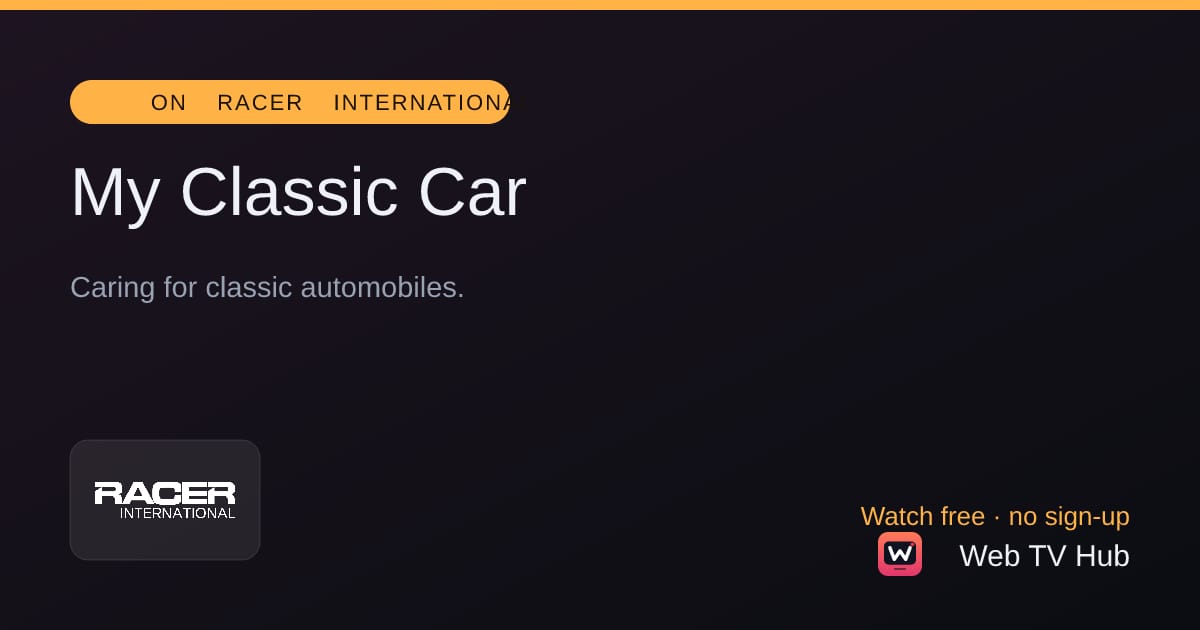 ON RACER INTERNATIONA
My Classic Car
Caring for classic automobiles.
RACER
INTERNATIONAL
Watch free · no sign-up
W
Web TV Hub